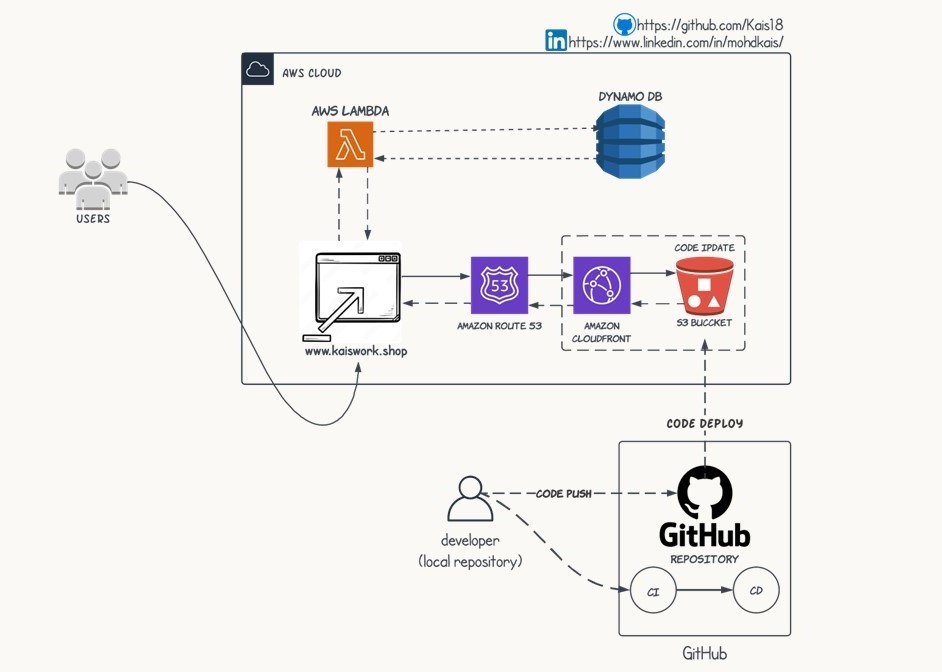 https://github.com/Kais18
in https://www.linkedin.com/in/mohdkais/
AWS CLOUD
AWS LAMBDA
DYNAMO DB
USERS
CODE IPDATE
53
AMAZON ROUTE 53
AMAZON
CLOUDFRONT
S3 BUCCKET
www.kaiswork.shop
CODE DEPLOY
CODE PUSH
GitHub
REPOSITORY
developer
(local repository)
CI
CD
GitHub